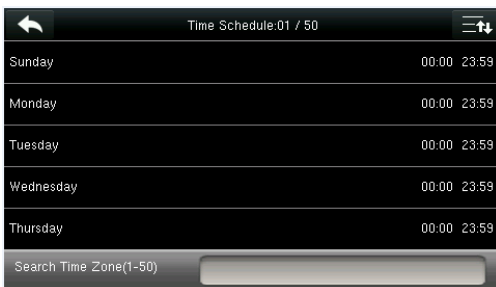 Time Schedule:01 / 50
Sunday 00:00 23:59
Monday 00:00 23:59
Tuesday 00:00 23:59
Wednesday 00:00 23:59
Thursday 00:00 23:59
Search Time Zone(1-50)